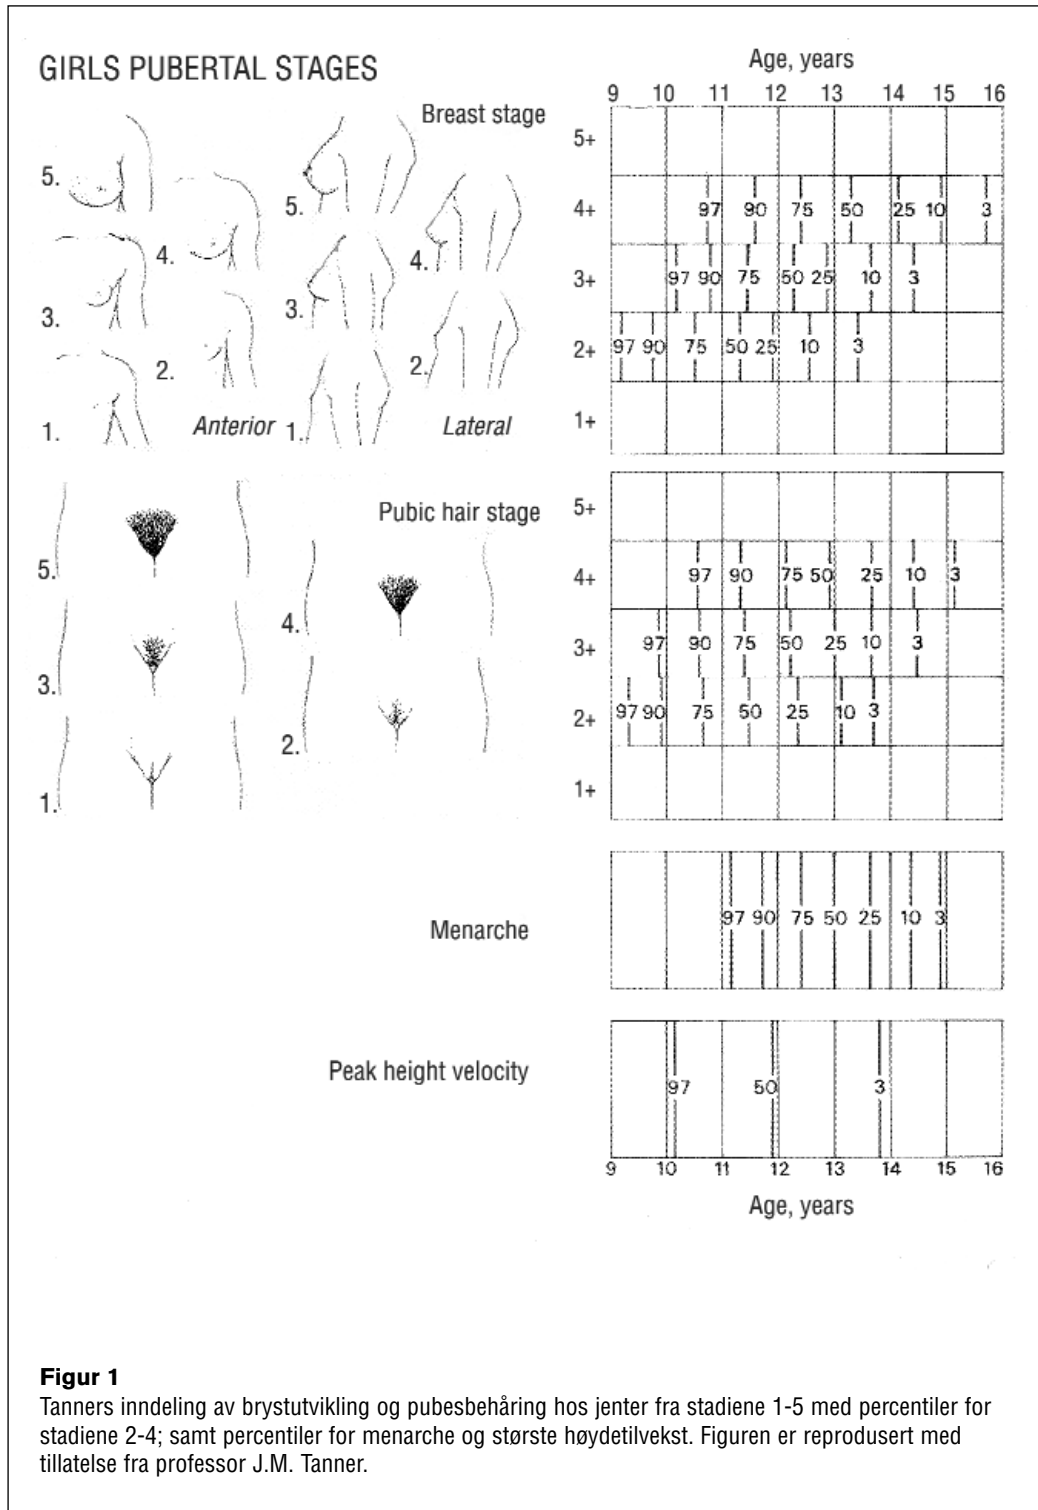 GIRLS PUBERTAL STAGES
Breast stage
5.
4.
3.
2.
1.
Anterior
5.
4.
3.
2.
1.
Lateral
Age, years
9 10 11 12 13 14 15 16
5+
4+ 97 90 75 50 25 10 3
3+ 97 90 75 50 25 10 3
2+ 97 90 75 50 25 10 3
1+
Pubic hair stage
5.
4.
3.
2.
1.
5+
4+ 97 90 75 50 25 10 3
3+ 97 90 75 50 25 10 3
2+ 97 90 75 50 25 10 3
1+
Menarche
97 90 75 50 25 10 3
Peak height velocity
97 50 3
9 10 11 12 13 14 15 16
Age, years
Figur 1
Tanners inndeling av brystutvikling og pubesbehåring hos jenter fra stadiene 1-5 med percentiler for
stadiene 2-4; samt percentiler for menarche og største høydetilvekst. Figuren er reprodusert med
tillatelse fra professor J.M. Tanner.